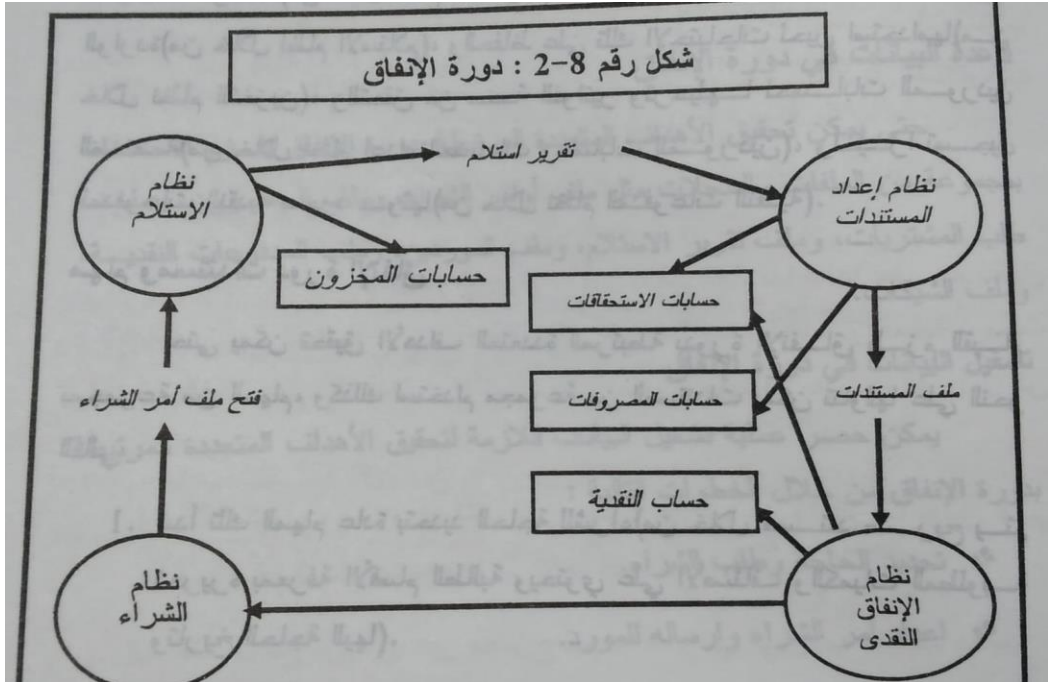 شكل رقم 8-2 : دورة الإنفاق
نظام
الاستلام
تقرير استلام
نظام إعداد
المستندات
حسابات المخزون
حسابات الاستحقاقات
فتح ملف أمر الشراء
حسابات المصروفات
ملف المستندات
حساب النقدية
نظام
الشراء
نظام
الإنفاق
النقدى